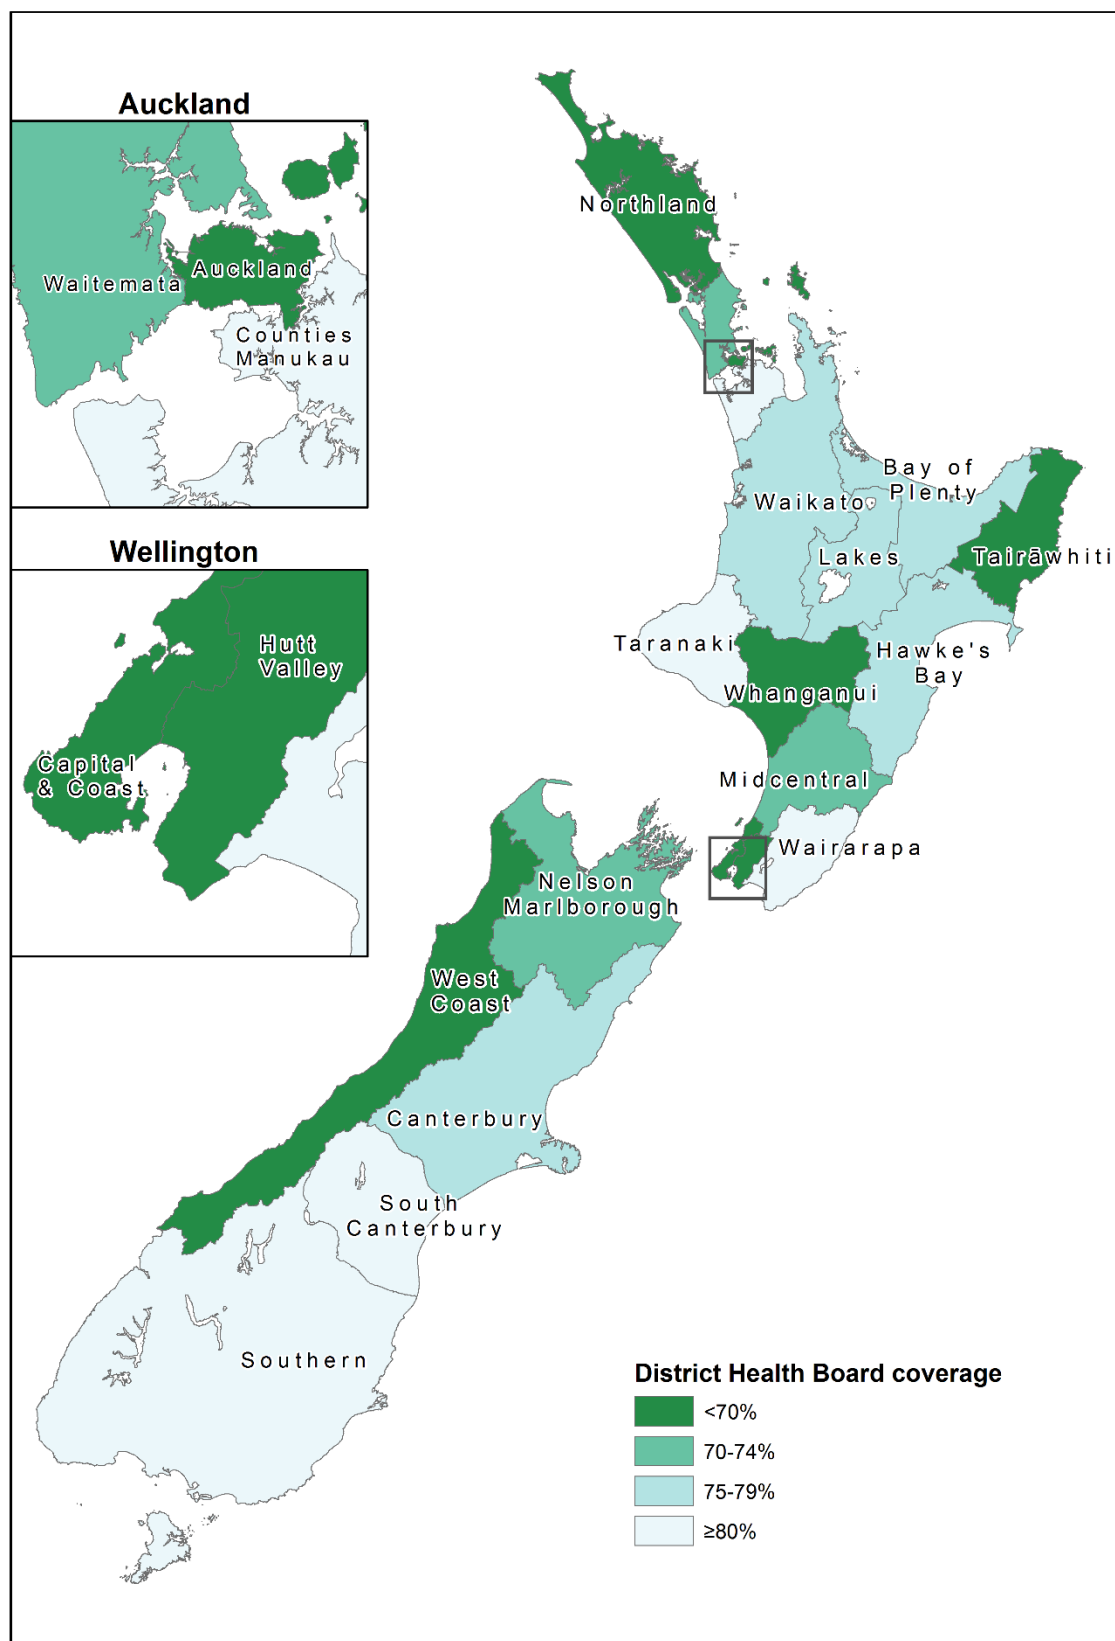 Auckland
Waitemata
Auckland
Counties
Manukau
Wellington
Hutt
Valley
Capital
& Coast
Northland
Bay of
Plenty
Waikato
Lakes
Tairāwhiti
Taranaki
Hawke's
Bay
Whanganui
Midcentral
Wairarapa
Nelson
Marlborough
West
Coast
Canterbury
South
Canterbury
Southern
District Health Board coverage
<70%
70-74%
75-79%
≥80%